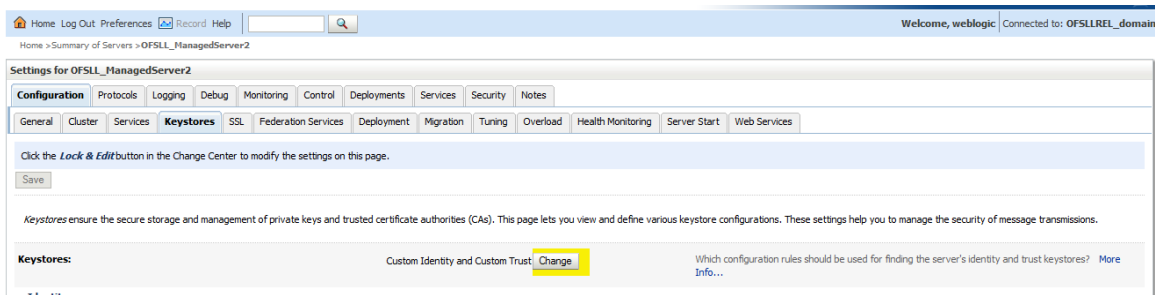 Home Log Out Preferences Record Help
Welcome, weblogic Connected to: OFSLLREL_domain
Home >Summary of Servers >OFSLL_ManagedServer2
Settings for OFSLL_ManagedServer2
Configuration Protocols Logging Debug Monitoring Control Deployments Services Security Notes
General Cluster Services Keystores SSL Federation Services Deployment Migration Tuning Overload Health Monitoring Server Start Web Services
Click the Lock & Edit button in the Change Center to modify the settings on this page.
Save
Keystores ensure the secure storage and management of private keys and trusted certificate authorities (CAs). This page lets you view and define various keystore configurations. These settings help you to manage the security of message transmissions.
Keystores:
Custom Identity and Custom Trust Change
Which configuration rules should be used for finding the server's identity and trust keystores? More
Info...